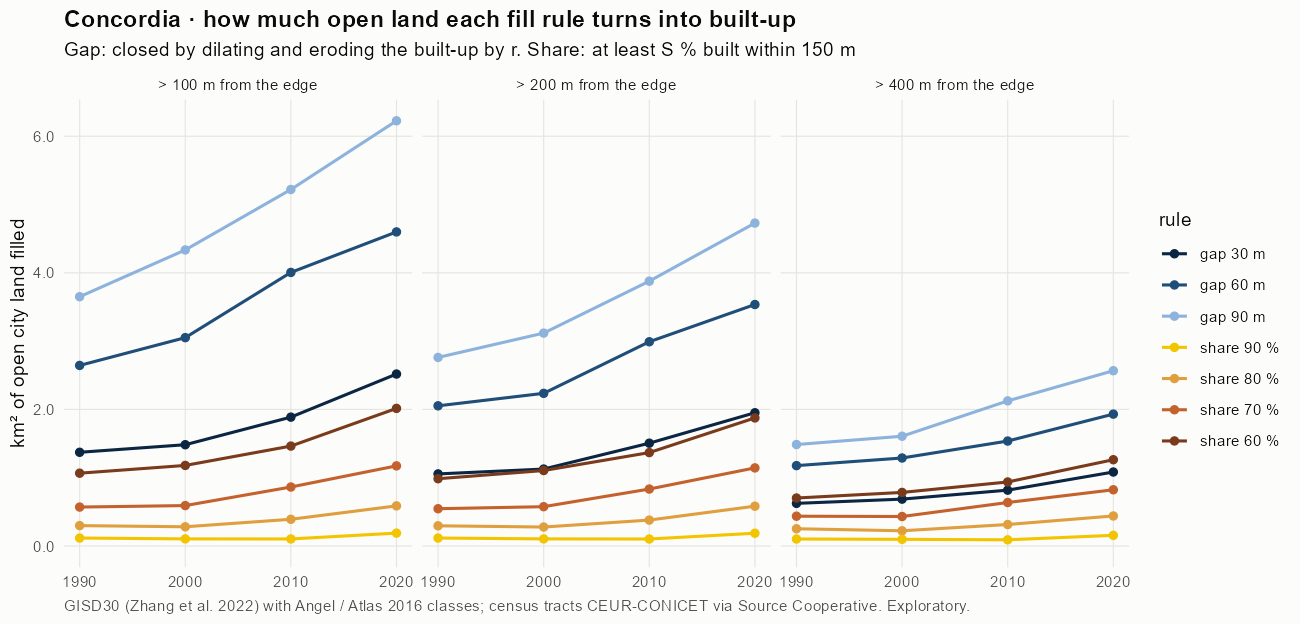 Concordia · how much open land each fill rule turns into built-up
Gap: closed by dilating and eroding the built-up by r. Share: at least S % built within 150 m
> 100 m from the edge
> 200 m from the edge
> 400 m from the edge
km² of open city land filled
6.0
4.0
2.0
0.0
1990 2000 2010 2020
1990 2000 2010 2020
1990 2000 2010 2020
rule
gap 30 m
gap 60 m
gap 90 m
share 90 %
share 80 %
share 70 %
share 60 %
GISD30 (Zhang et al. 2022) with Angel / Atlas 2016 classes; census tracts CEUR-CONICET via Source Cooperative. Exploratory.